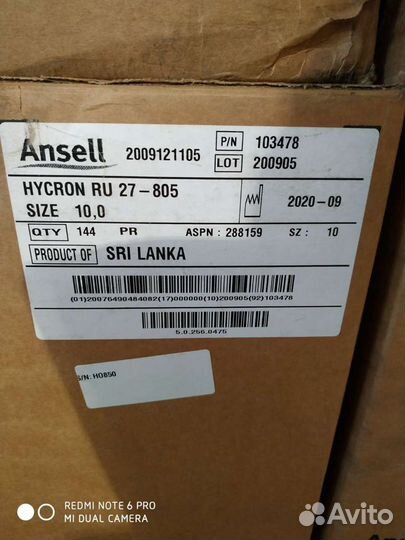 Ansell 2009121105 P/N 103478
LOT 200905
HYCRON RU 27-805
SIZE 10,0 2020-09
QTY 144 PR ASPN: 288159 SZ: 10
PRODUCT OF SRI LANKA
(01)20076490484082(17)000000(10)200905(92)103478
5.0.256.0475
S/N: HO850
REDMI NOTE 6 PRO
MI DUAL CAMERA
Avito